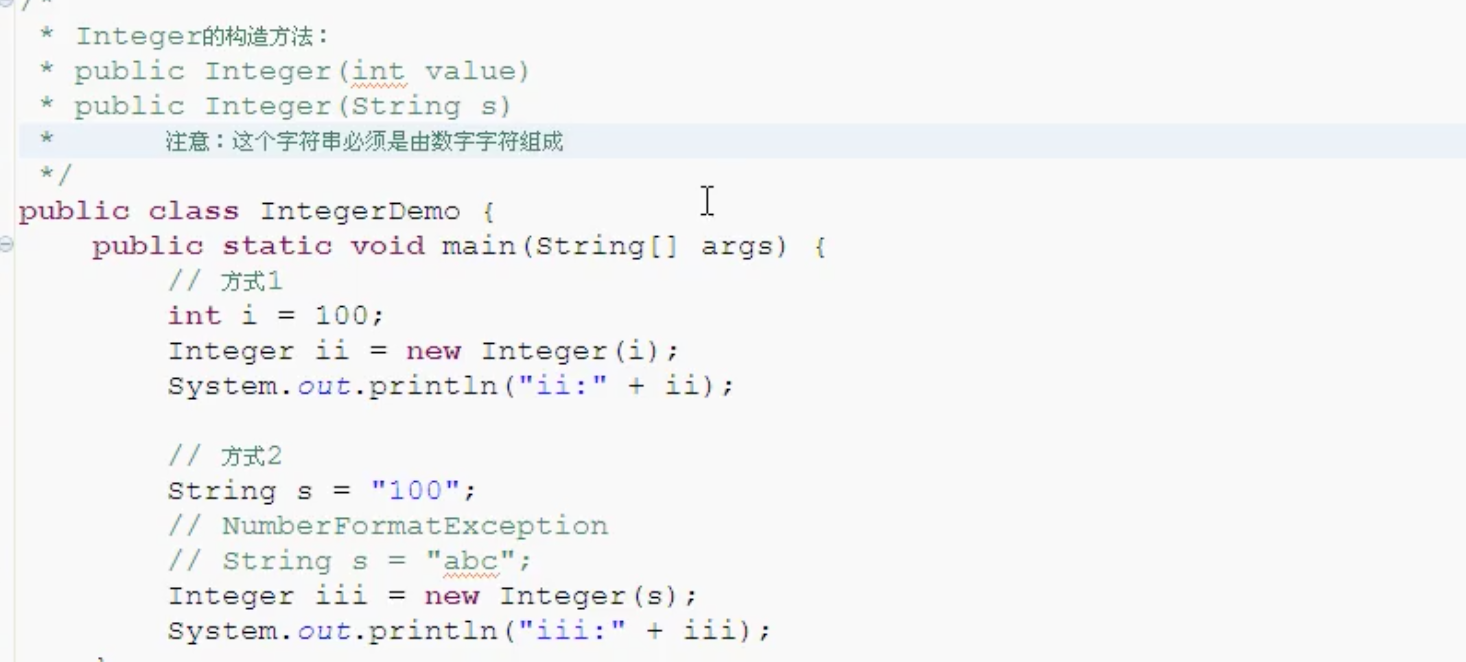 /*
* Integer的构造方法：
* public Integer(int value)
* public Integer(String s)
* 注意：这个字符串必须是由数字字符组成
*/
public class IntegerDemo {
public static void main(String[] args) {
// 方式1
int i = 100;
Integer ii = new Integer(i);
System.out.println("ii:" + ii);
// 方式2
String s = "100";
// NumberFormatException
// String s = "abc";
Integer iii = new Integer(s);
System.out.println("iii:" + iii);
}